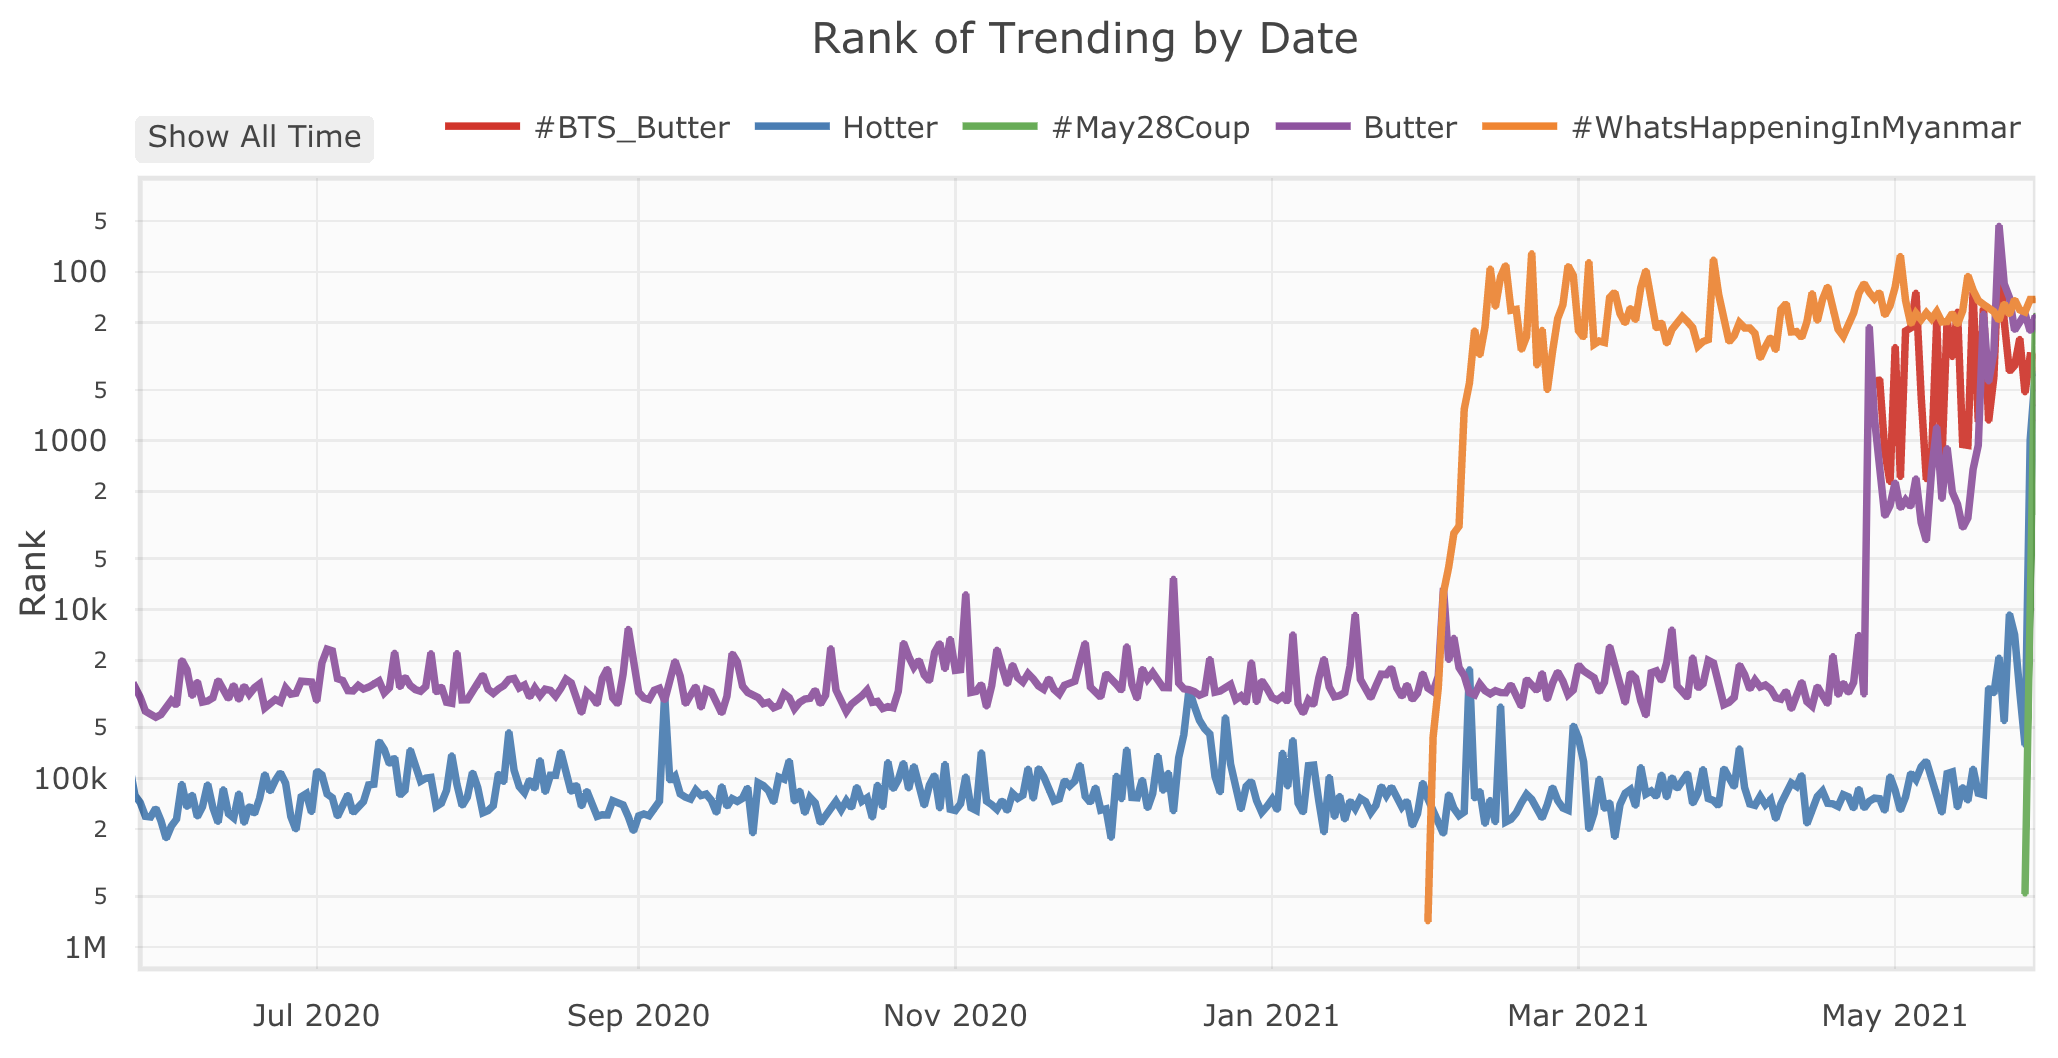 Rank of Trending by Date
Show All Time
#BTS_Butter
Hotter
#May28Coup
Butter
#WhatsHappeningInMyanmar
5
100
2
5
1000
2
5
10k
2
5
100k
2
5
1M
Rank
Jul 2020
Sep 2020
Nov 2020
Jan 2021
Mar 2021
May 2021